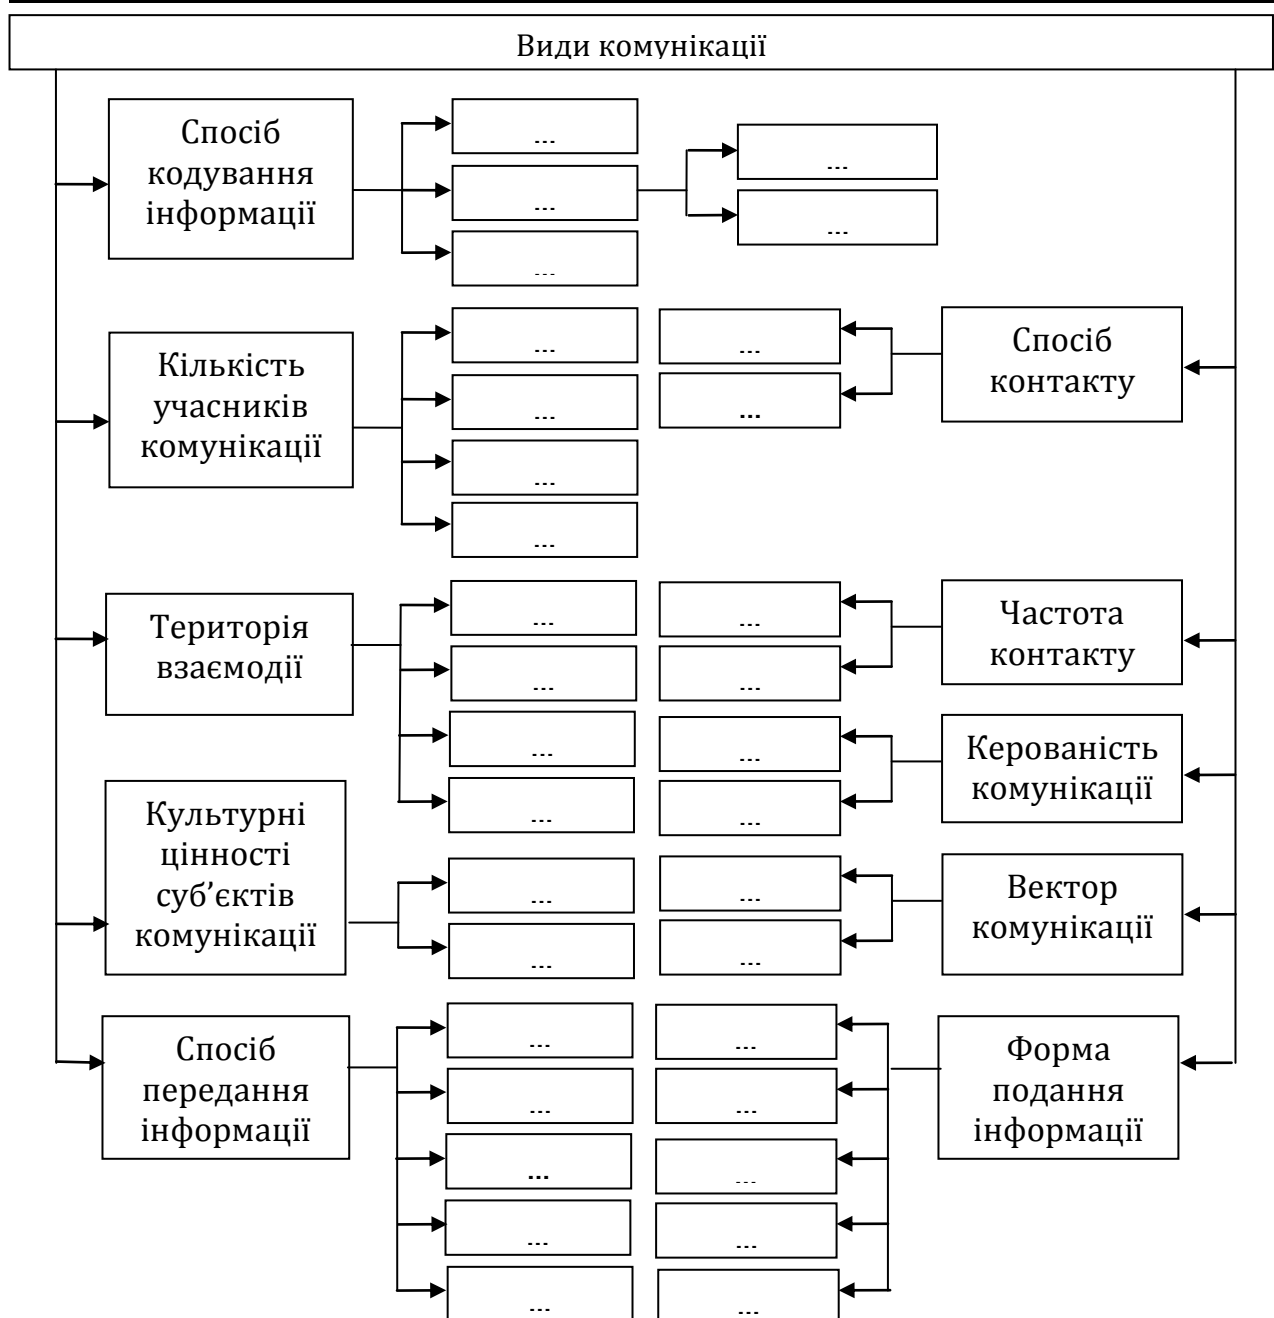 Види комунікації
Спосіб
кодування
інформації
...
...
...
...
...
Кількість
учасників
комунікації
...
...
...
...
...
...
Спосіб
контакту
Територія
взаємодії
...
...
...
...
...
...
Частота
контакту
...
...
Керованість
комунікації
Культурні
цінності
суб’єктів
комунікації
...
...
...
...
Вектор
комунікації
Спосіб
передання
інформації
...
...
...
...
...
...
...
...
...
...
Форма
подання
інформації